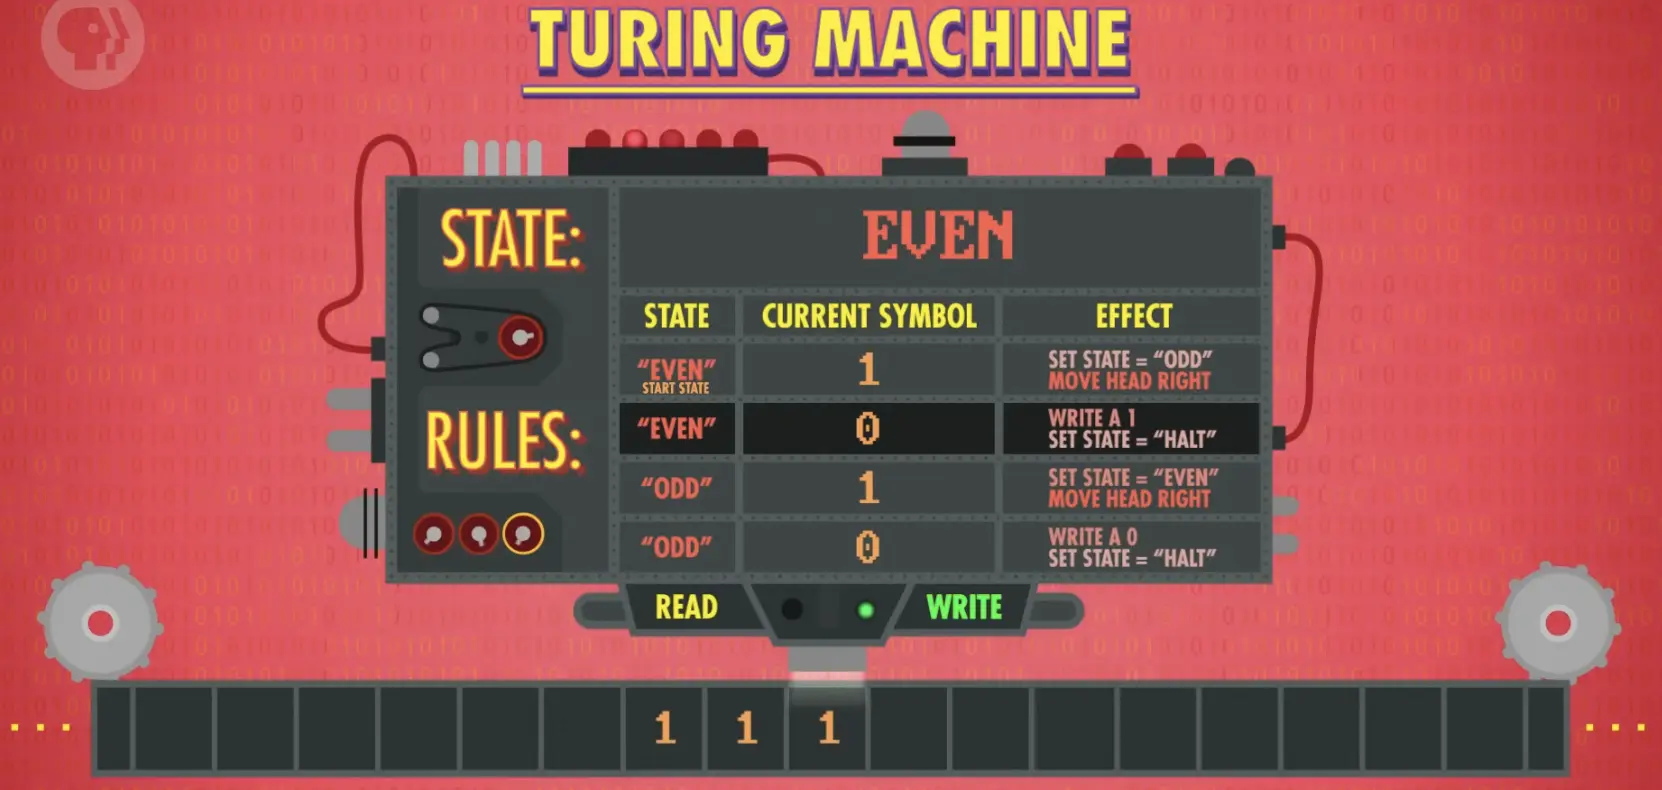 TURING MACHINE
STATE:
EVEN
STATE CURRENT SYMBOL EFFECT
“EVEN” 1 SET STATE = “ODD”
START STATE MOVE HEAD RIGHT
RULES:
“EVEN” 0 WRITE A 1
SET STATE = “HALT”
“ODD” 1 SET STATE = “EVEN”
MOVE HEAD RIGHT
“ODD” 0 WRITE A 0
SET STATE = “HALT”
READ WRITE
... 1 1 1 ...